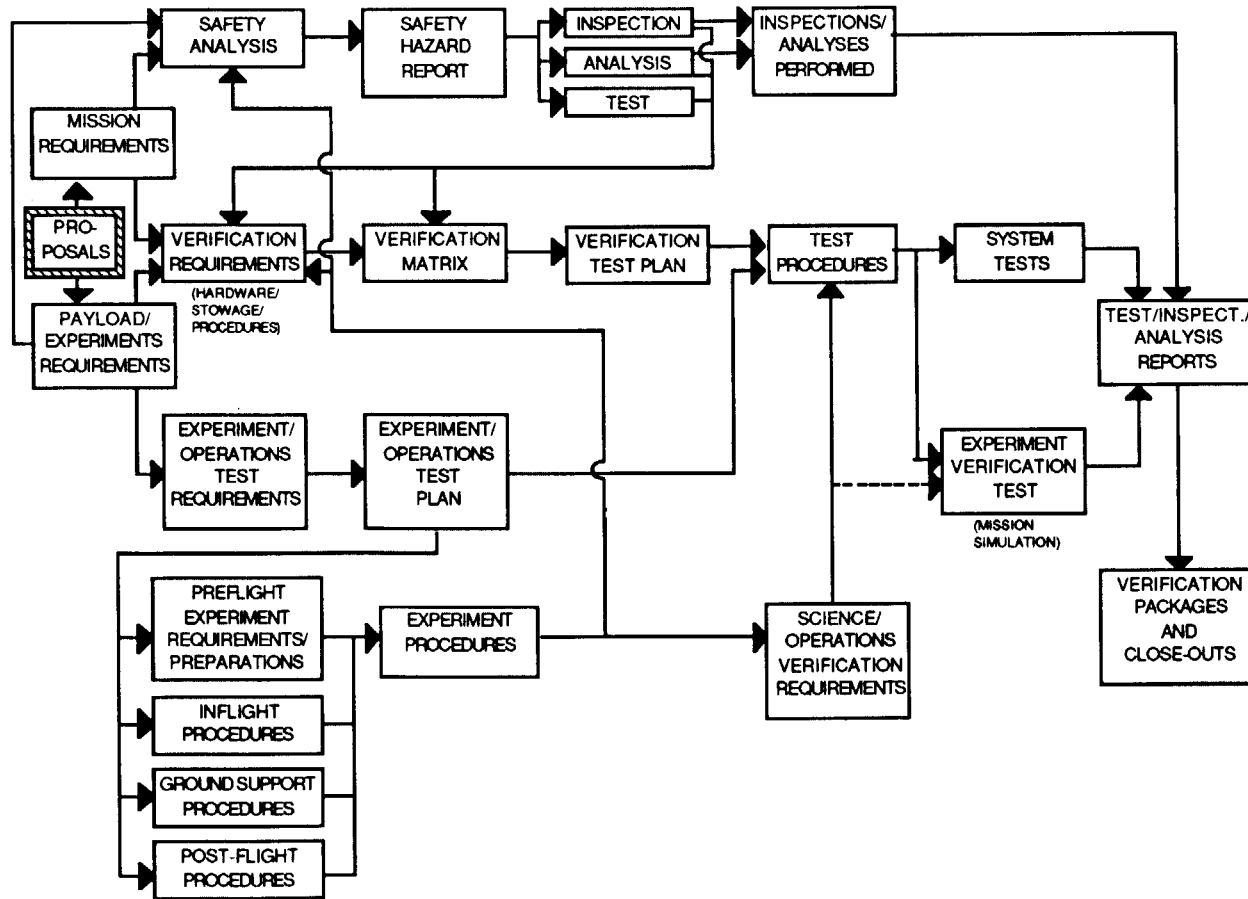 SAFETY
ANALYSIS
SAFETY
HAZARD
REPORT
INSPECTION
ANALYSIS
TEST
INSPECTIONS/
ANALYSES
PERFORMED
MISSION
REQUIREMENTS
PRO-
POSALS
VERIFICATION
REQUIREMENTS
(HARDWARE/
STOWAGE/
PROCEDURES)
VERIFICATION
MATRIX
VERIFICATION
TEST PLAN
TEST
PROCEDURES
SYSTEM
TESTS
PAYLOAD/
EXPERIMENTS
REQUIREMENTS
TEST/INSPECT./
ANALYSIS
REPORTS
EXPERIMENT/
OPERATIONS
TEST
REQUIREMENTS
EXPERIMENT/
OPERATIONS
TEST
PLAN
EXPERIMENT
VERIFICATION
TEST
(MISSION
SIMULATION)
PREFLIGHT
EXPERIMENT
REQUIREMENTS/
PREPARATIONS
EXPERIMENT
PROCEDURES
SCIENCE/
OPERATIONS
VERIFICATION
REQUIREMENTS
VERIFICATION
PACKAGES
AND
CLOSE-OUTS
INFLIGHT
PROCEDURES
GROUND SUPPORT
PROCEDURES
POST-FLIGHT
PROCEDURES